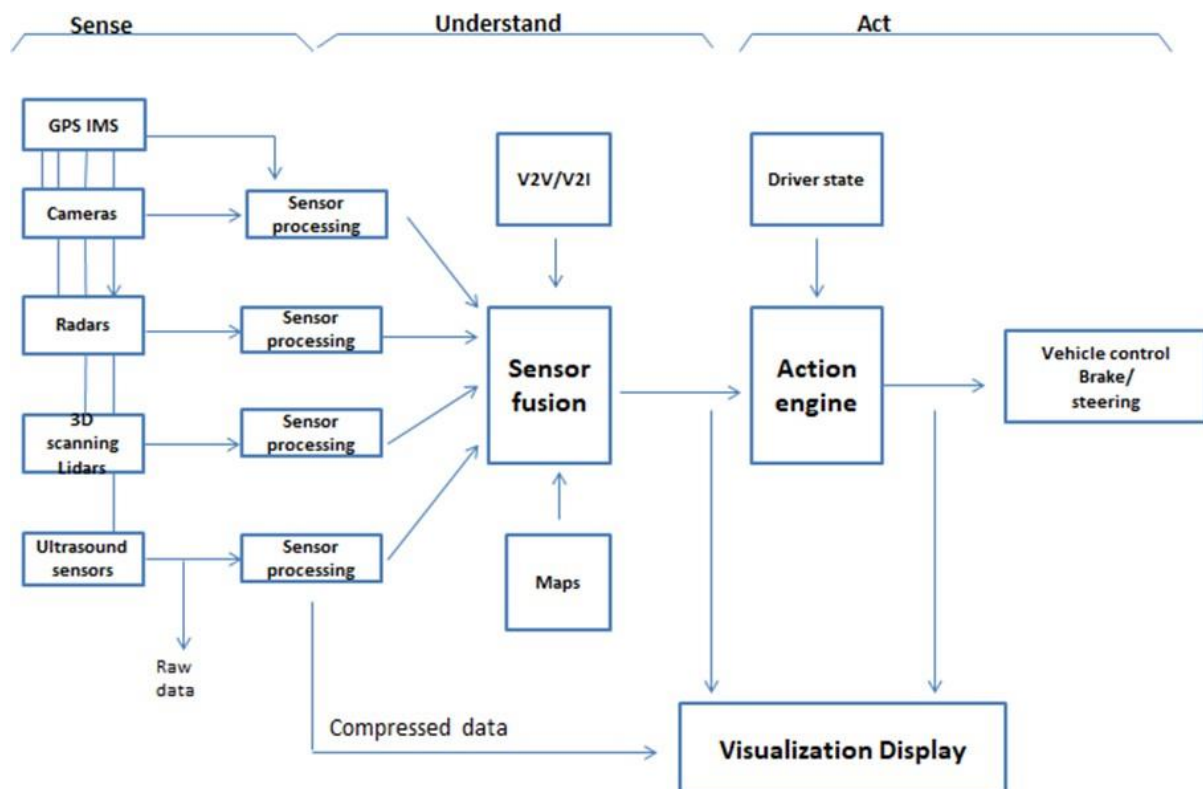 Sense
Understand
Act
GPS IMS
Cameras
Radars
3D
scanning
Lidars
Ultrasound
sensors
Raw
data
Sensor
processing
Sensor
processing
Sensor
processing
Sensor
processing
Compressed data
V2V/V2I
Sensor
fusion
Maps
Driver state
Action
engine
Vehicle control
Brake/
steering
Visualization Display